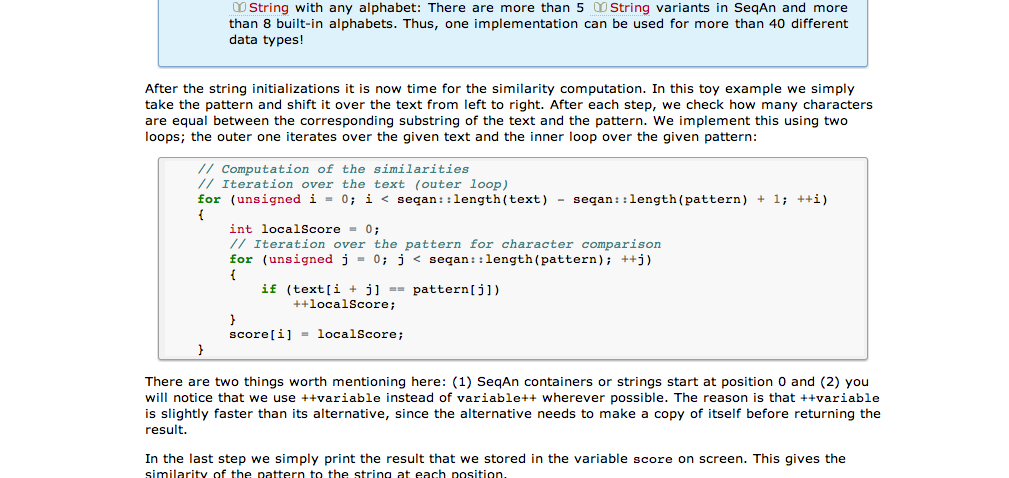 String with any alphabet: There are more than 5 String variants in SeqAn and more
than 8 built-in alphabets. Thus, one implementation can be used for more than 40 different
data types!
After the string initializations it is now time for the similarity computation. In this toy example we simply
take the pattern and shift it over the text from left to right. After each step, we check how many characters
are equal between the corresponding substring of the text and the pattern. We implement this using two
loops; the outer one iterates over the given text and the inner loop over the given pattern:
// Computation of the similarities
// Iteration over the text (outer loop)
for (unsigned i = 0; i < seqan::length(text) - seqan::length(pattern) + 1; ++i)
{
int localScore = 0;
// Iteration over the pattern for character comparison
for (unsigned j = 0; j < seqan::length(pattern); ++j)
{
if (text[i + j] == pattern[j])
++localScore;
}
score[i] = localScore;
}
There are two things worth mentioning here: (1) SeqAn containers or strings start at position 0 and (2) you
will notice that we use ++variable instead of variable++ wherever possible. The reason is that ++variable
is slightly faster than its alternative, since the alternative needs to make a copy of itself before returning the
result.
In the last step we simply print the result that we stored in the variable score on screen. This gives the
similarity of the pattern to the string at each position.